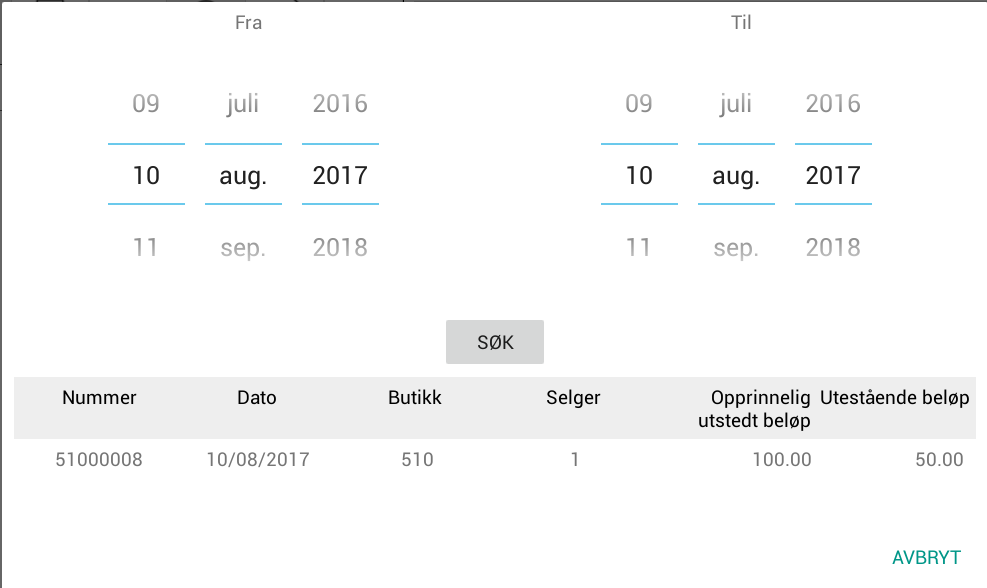 Fra Til
09 juli 2016 09 juli 2016
10 aug. 2017 10 aug. 2017
11 sep. 2018 11 sep. 2018
SØK
Nummer Dato Butikk Selger Opprinnelig Utestående beløp
utstedt beløp
51000008 10/08/2017 510 1 100.00 50.00
AVBRYT